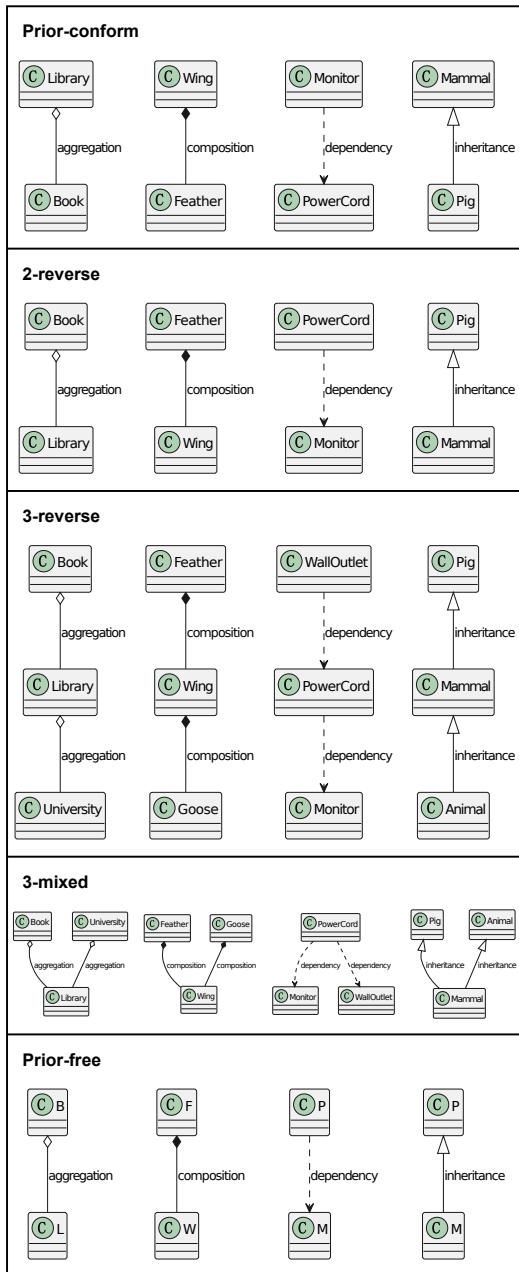 Prior-conform
C Library C Wing C Monitor C Mammal
aggregation composition dependency inheritance
C Book C Feather C PowerCord C Pig
2-reverse
C Book C Feather C PowerCord C Pig
aggregation composition dependency inheritance
C Library C Wing C Monitor C Mammal
3-reverse
C Book C Feather C WallOutlet C Pig
aggregation composition dependency inheritance
C Library C Wing C PowerCord C Mammal
aggregation composition dependency inheritance
C University C Goose C Monitor C Animal
3-mixed
C Book C University C Feather C Goose C PowerCord C Pig C Animal
aggregation aggregation composition composition dependency dependency inheritance inheritance
C Library C Wing C Monitor C WallOutlet C Mammal
Prior-free
C B C F C P C P
aggregation composition dependency inheritance
C L C W C M C M